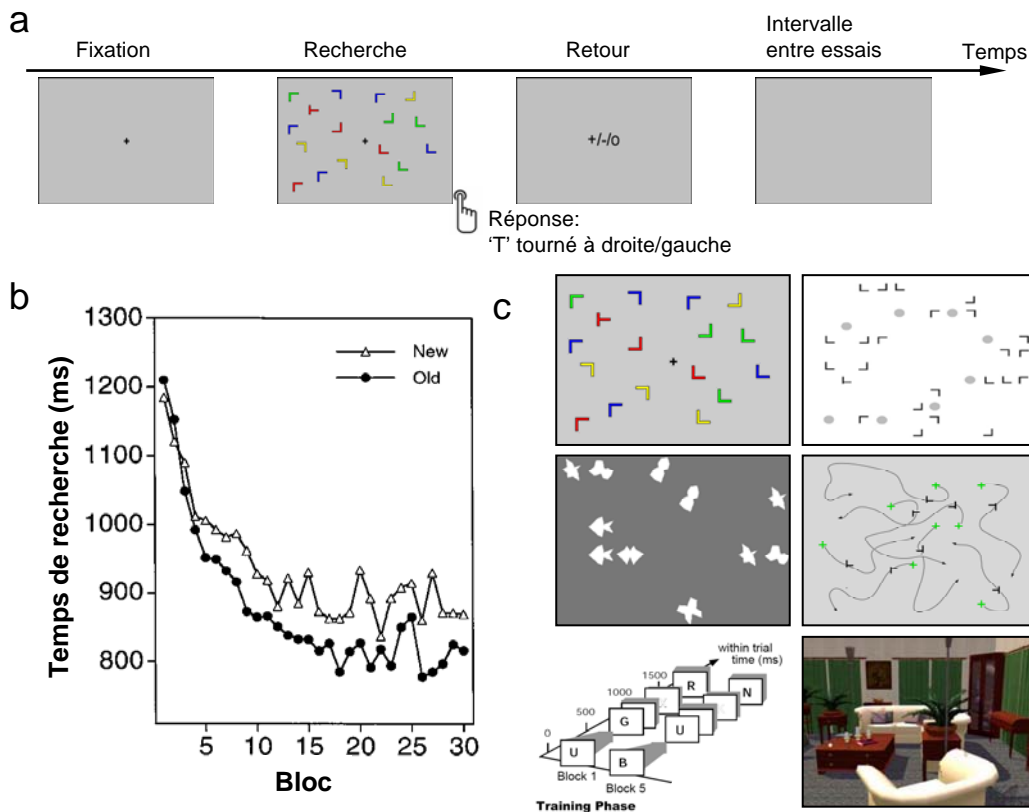 a
Fixation
Recherche
Retour
Intervalle
entre essais
Temps
+/-/0
Réponse:
'T' tourné à droite/gauche
b
1300
1200
1100
1000
900
800
5
10
15
20
25
30
New
Old
Temps de recherche (ms)
Bloc
c
within trial
time (ms)
1500
1000
500
0
R
N
G
U
U
B
Block 1
Block 5
Training Phase